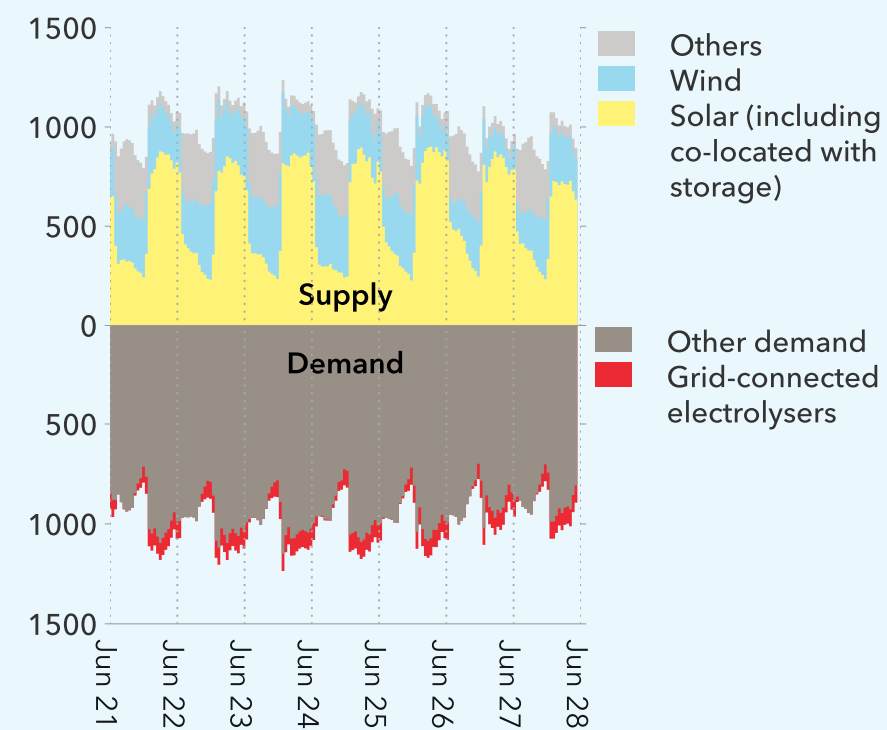 1500
1000
500
0
500
1000
1500
Supply
Demand
Jun 21
Jun 22
Jun 23
Jun 24
Jun 25
Jun 26
Jun 27
Jun 28
Others
Wind
Solar (including
co-located with
storage)
Other demand
Grid-connected
electrolysers